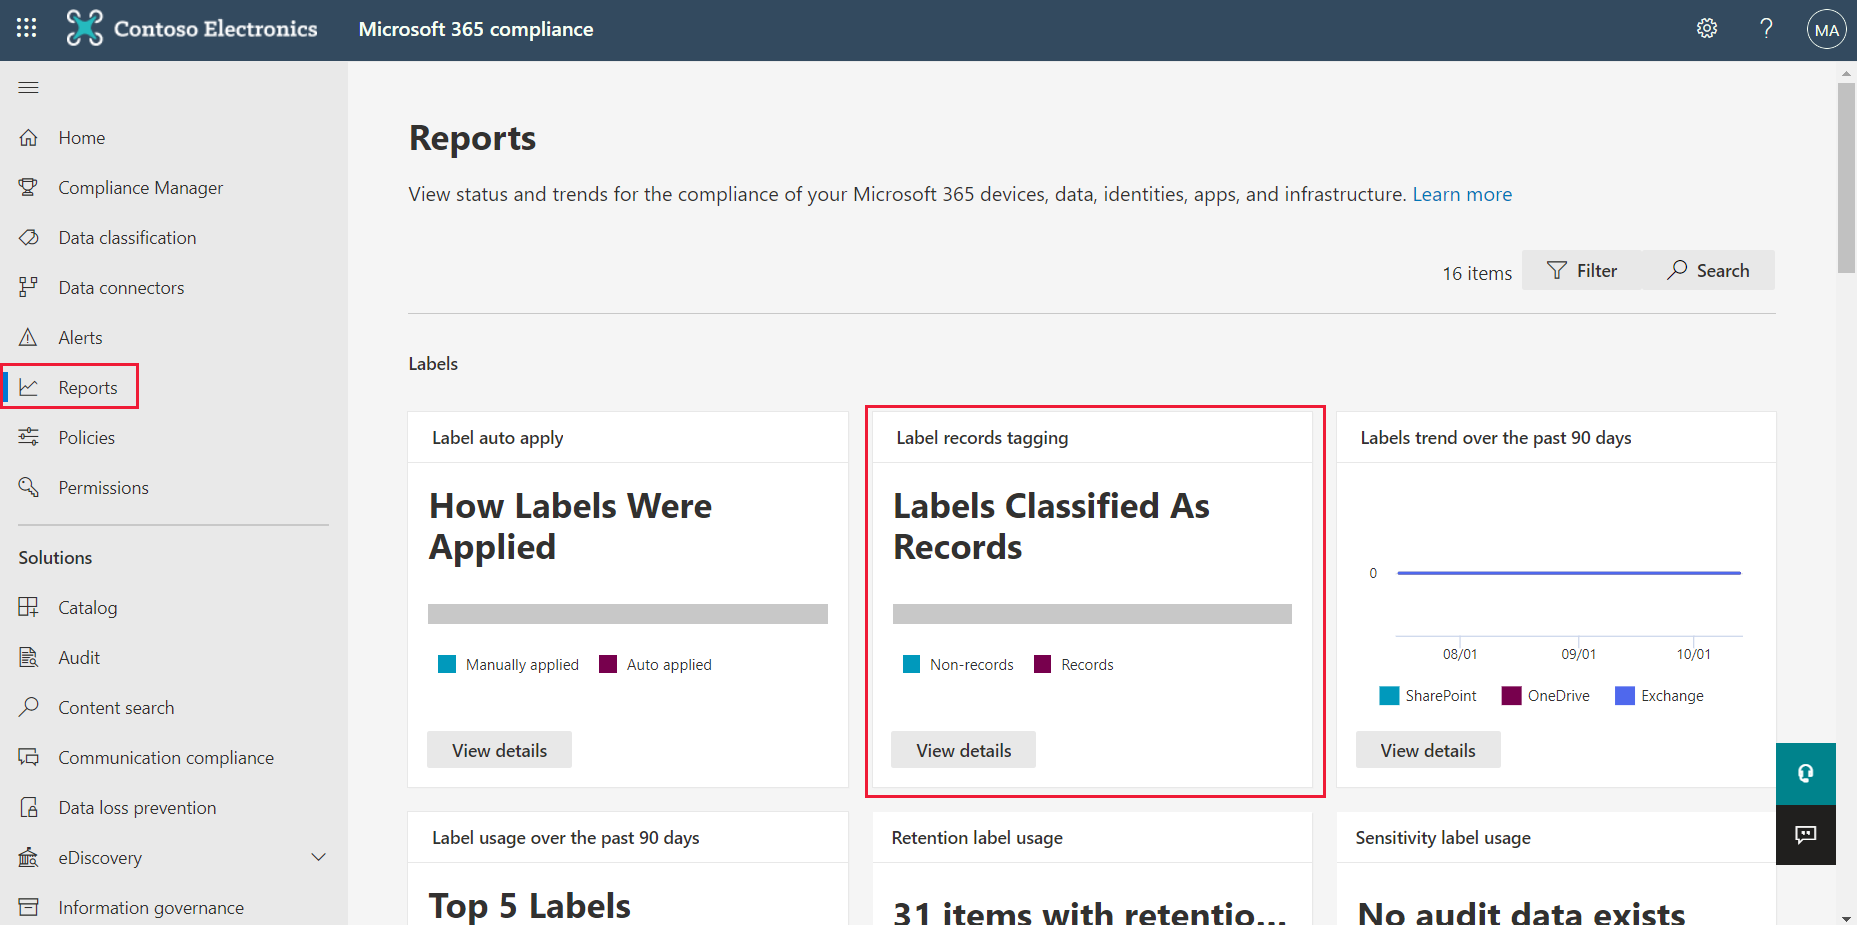 Contoso Electronics
Microsoft 365 compliance
MA
Home
Compliance Manager
Data classification
Data connectors
Alerts
Reports
Policies
Permissions
Solutions
Catalog
Audit
Content search
Communication compliance
Data loss prevention
eDiscovery
Information governance
Reports
View status and trends for the compliance of your Microsoft 365 devices, data, identities, apps, and infrastructure. Learn more
16 items
Filter
Search
Labels
Label auto apply
How Labels Were
Applied
Manually applied
Auto applied
View details
Label records tagging
Labels Classified As
Records
Non-records
Records
View details
Labels trend over the past 90 days
0
08/01
09/01
10/01
SharePoint
OneDrive
Exchange
View details
Label usage over the past 90 days
Top 5 Labels
Retention label usage
31 items with retentio...
Sensitivity label usage
No audit data exists